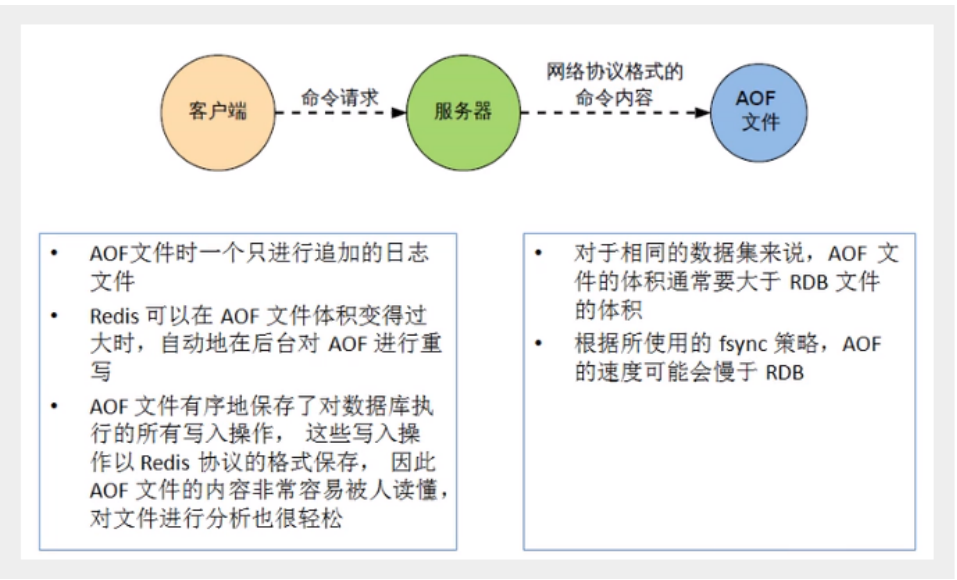 客户端
命令请求
服务器
网络协议格式的
命令内容
AOF
文件
• AOF文件时一个只进行追加的日志
文件
• Redis 可以在 AOF 文件体积变得过
大时，自动地在后台对 AOF 进行重
写
• AOF 文件有序地保存了对数据库执
行的所有写入操作， 这些写入操
作以 Redis 协议的格式保存， 因此
AOF 文件的内容非常容易被人读懂，
对文件进行分析也很轻松
• 对于相同的数据集来说，AOF 文
件的体积通常要大于 RDB 文件
的体积
• 根据所使用的 fsync 策略，AOF
的速度可能会慢于 RDB